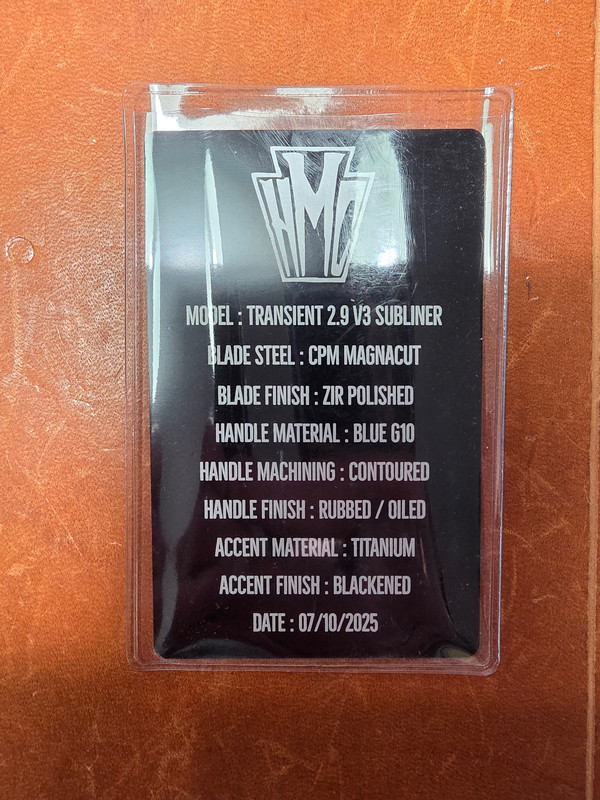 HMC
MODEL : TRANSIENT 2.9 V3 SUBLINER
BLADE STEEL : CPM MAGNACUT
BLADE FINISH : ZIR POLISHED
HANDLE MATERIAL : BLUE G10
HANDLE MACHINING : CONTOURED
HANDLE FINISH : RUBBED / OILED
ACCENT MATERIAL : TITANIUM
ACCENT FINISH : BLACKENED
DATE : 07/10/2025